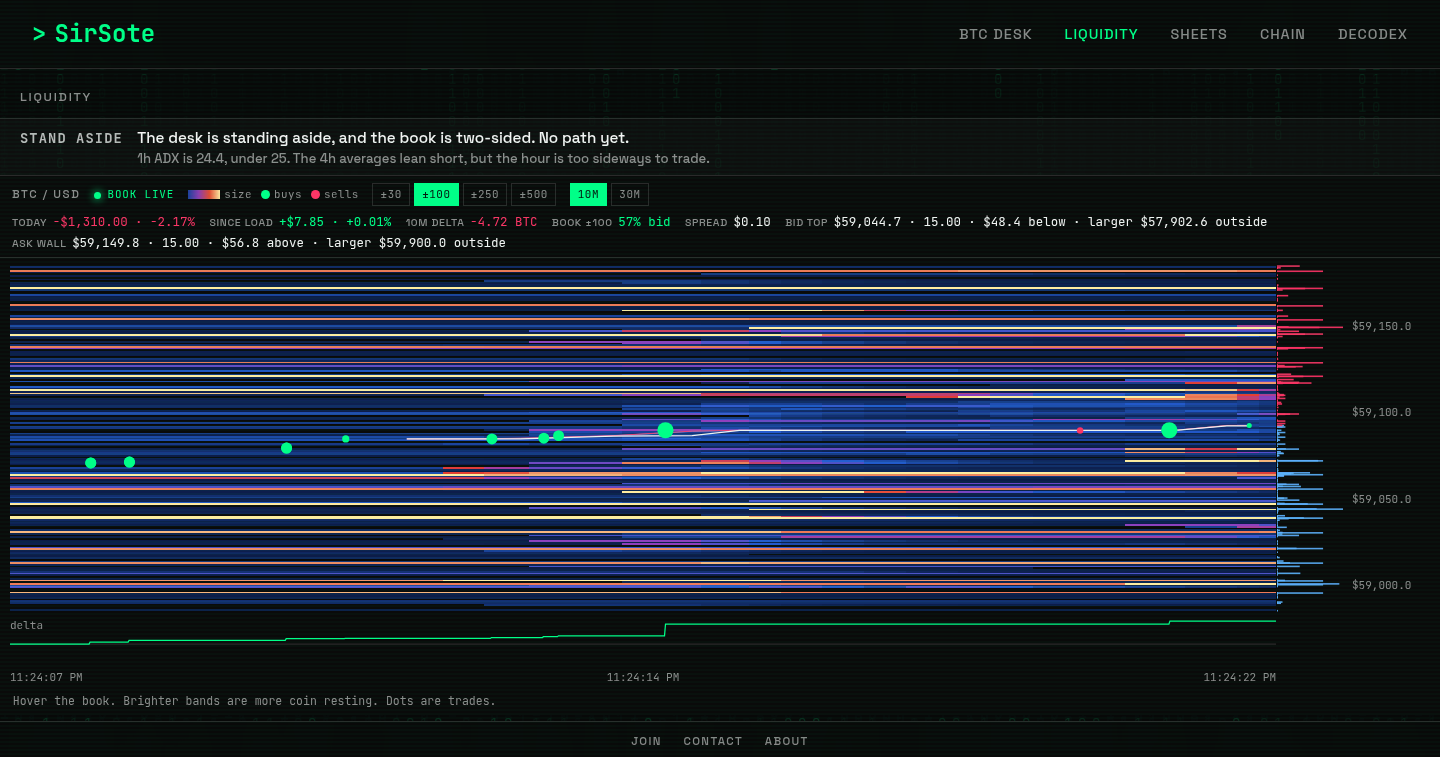 > SirSote
BTC DESK LIQUIDITY SHEETS CHAIN DECODEX
LIQUIDITY
STAND ASIDE The desk is standing aside, and the book is two-sided. No path yet.
1h ADX is 24.4, under 25. The 4h averages lean short, but the hour is too sideways to trade.
BTC / USD BOOK LIVE size buys sells ±30 ±100 ±250 ±500 10M 30M
TODAY -$1,310.00 · -2.17% SINCE LOAD +$7.85 · +0.01% 10M DELTA -4.72 BTC BOOK ±100 57% bid SPREAD $0.10 BID TOP $59,044.7 · 15.00 · $48.4 below · larger $57,902.6 outside
ASK WALL $59,149.8 · 15.00 · $56.8 above · larger $59,900.0 outside
$59,150.0
$59,100.0
$59,050.0
$59,000.0
delta
11:24:07 PM 11:24:14 PM 11:24:22 PM
Hover the book. Brighter bands are more coin resting. Dots are trades.
JOIN CONTACT ABOUT